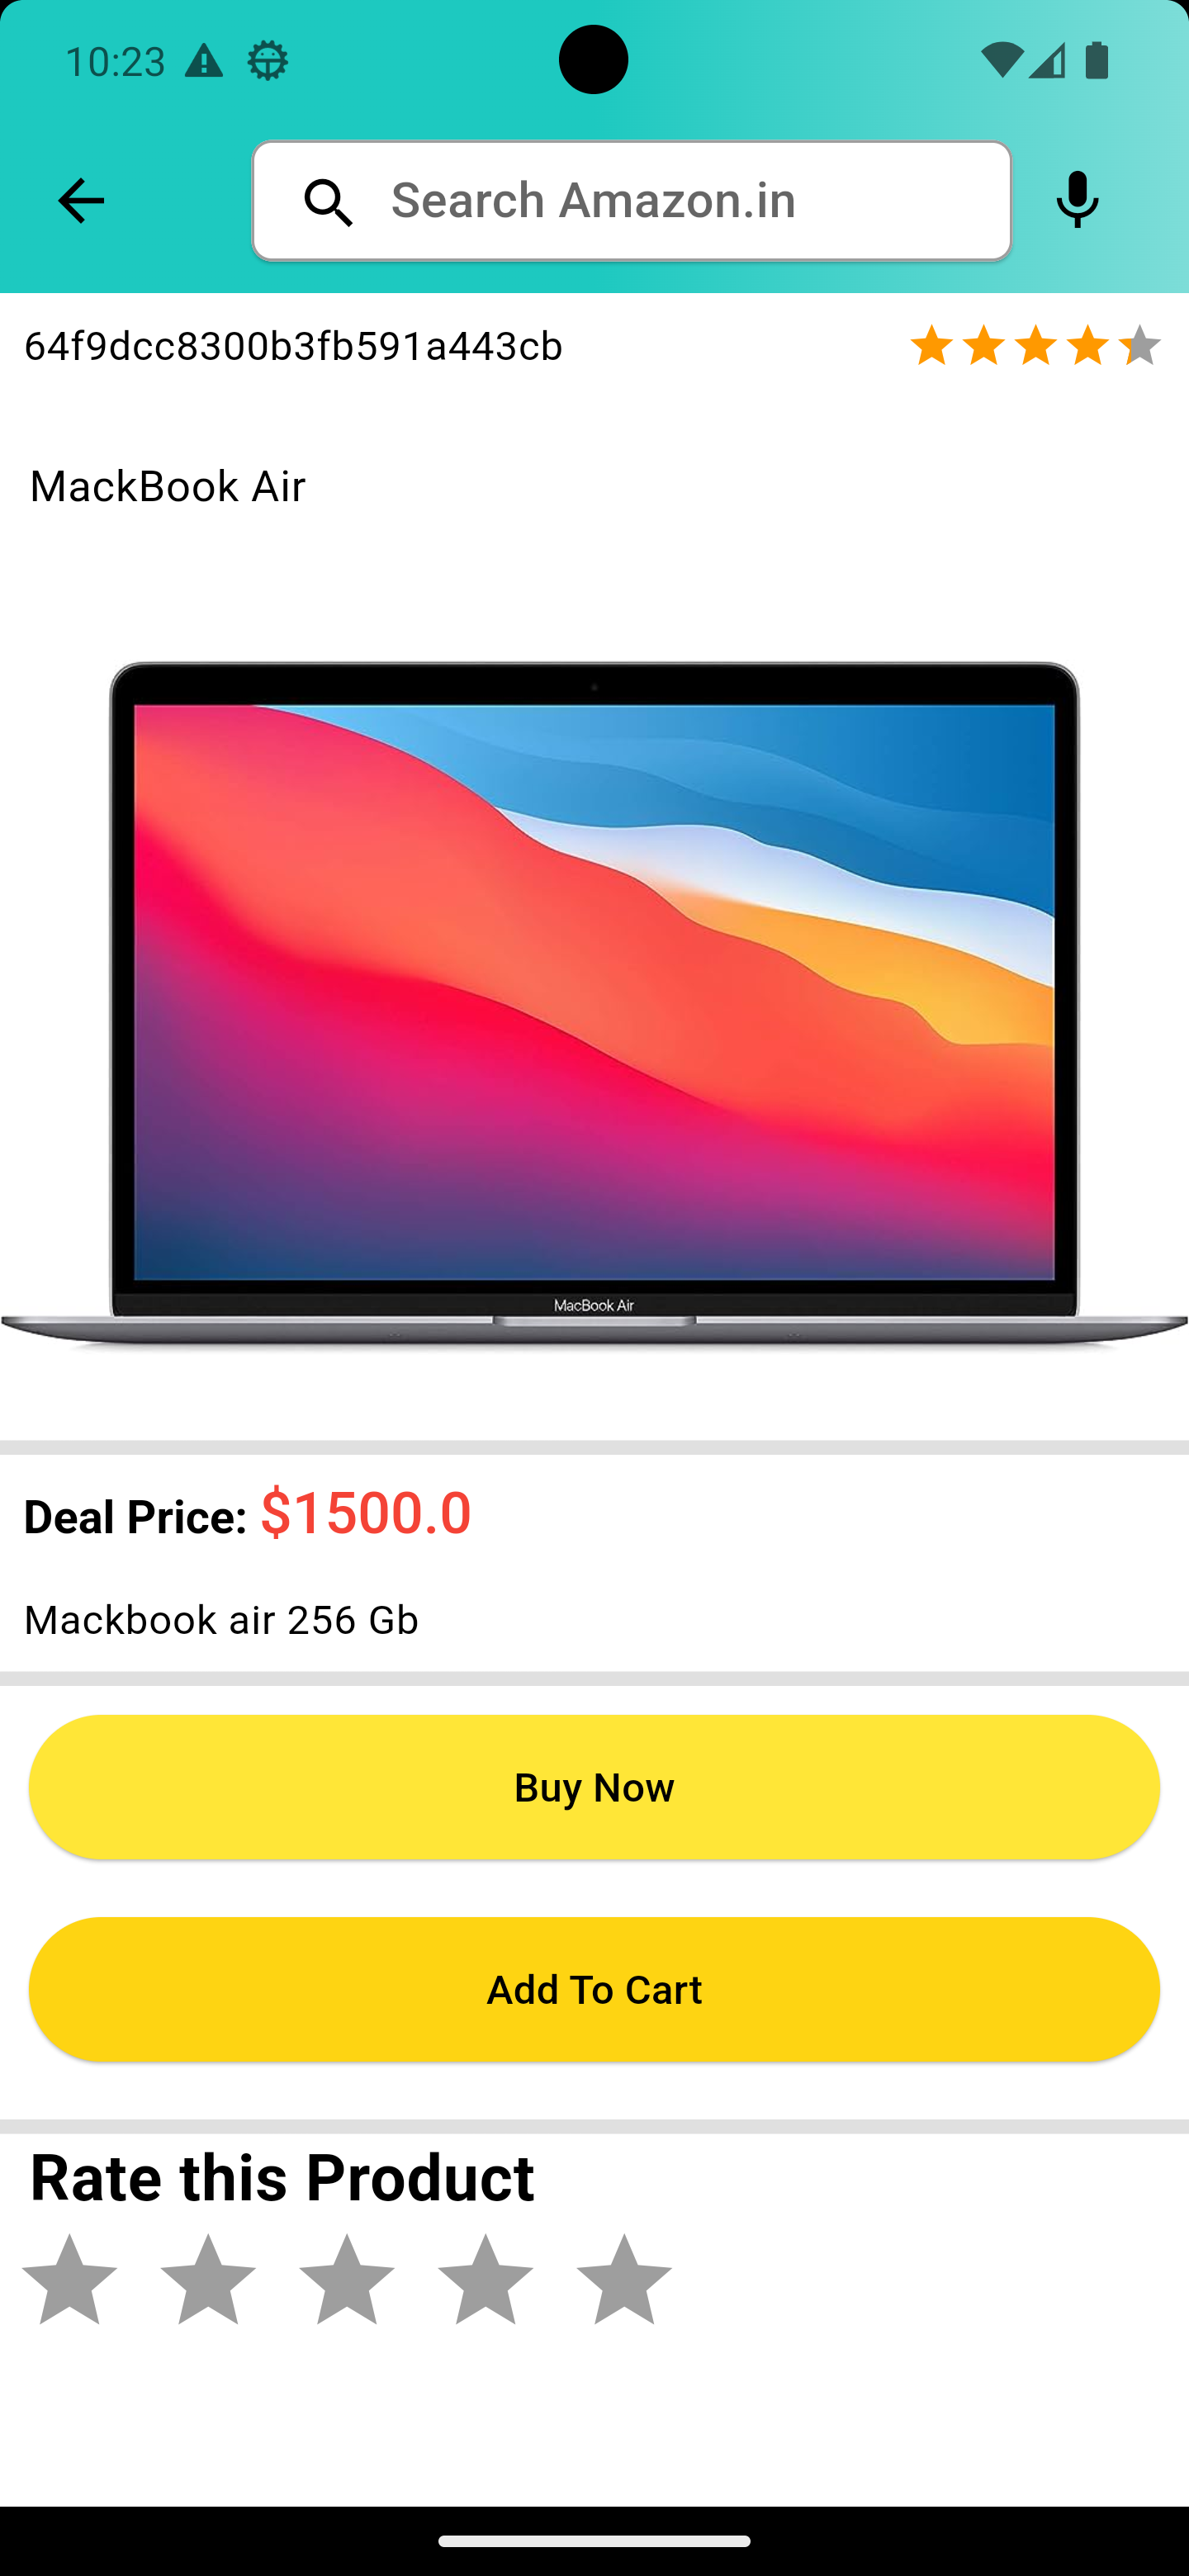 10:23
Search Amazon.in
64f9dcc8300b3fb591a443cb
MackBook Air
MacBook Air
Deal Price: $1500.0
Mackbook air 256 Gb
Buy Now
Add To Cart
Rate this Product